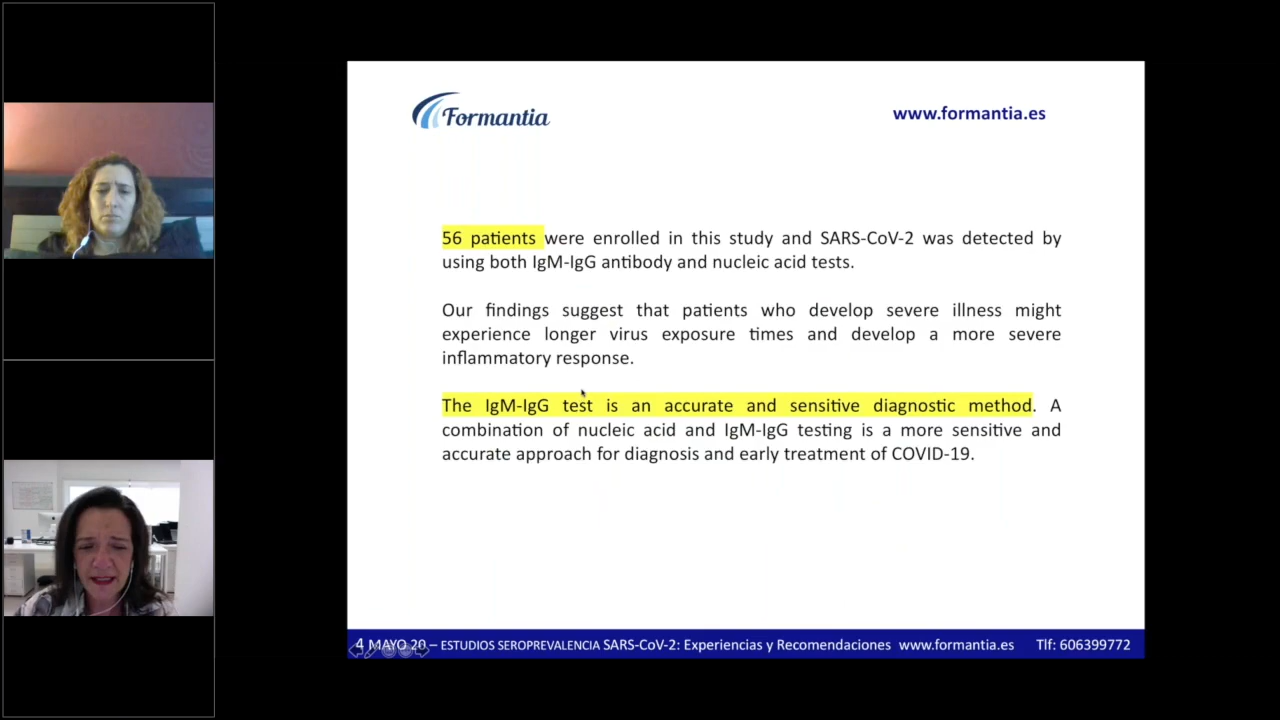 Formantia
www.formantia.es
56 patients were enrolled in this study and SARS-CoV-2 was detected by
using both IgM-IgG antibody and nucleic acid tests.
Our findings suggest that patients who develop severe illness might
experience longer virus exposure times and develop a more severe
inflammatory response.
The IgM-IgG test is an accurate and sensitive diagnostic method. A
combination of nucleic acid and IgM-IgG testing is a more sensitive and
accurate approach for diagnosis and early treatment of COVID-19.
4 MAYO 20 – ESTUDIOS SEROPREVALENCIA SARS-CoV-2: Experiencias y Recomendaciones www.formantia.es Tlf: 606399772